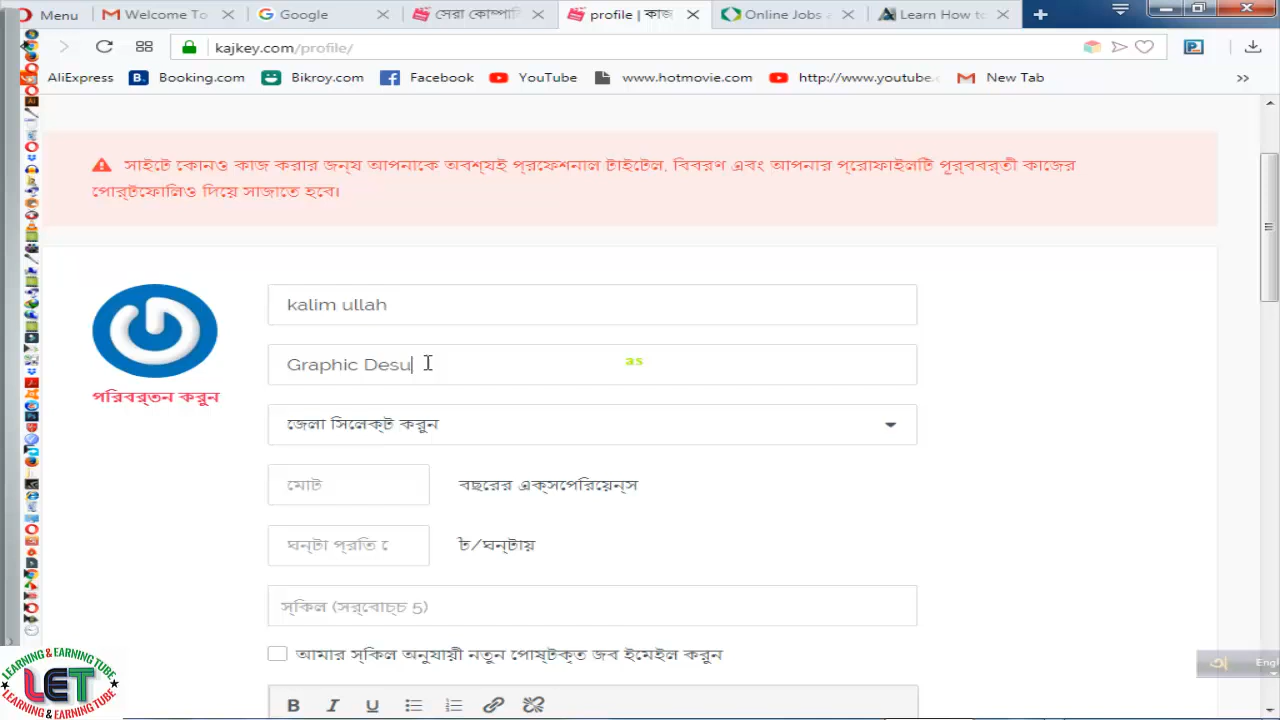 Menu
Welcome To
Google
সেরা কোম্পানি
profile | কাজ
Online Jobs
Learn How to
kajkey.com/profile/
AliExpress
Booking.com
Bikroy.com
Facebook
YouTube
www.hotmovie.com
http://www.youtube.
New Tab
সাইটে কোনও কাজ করার জন্য আপনাকে অবশ্যই প্রফেশনাল টাইটেল, বিবরণ এবং আপনার প্রোফাইলটি পূর্ববর্তী কাজের
পোর্টফোলিও দিয়ে সাজাতে হবে।
kalim ullah
Graphic Desu
as
পরিবর্তন করুন
জেলা সিলেক্ট করুন
মোট
বছরের এক্সপেরিয়েন্স
ঘন্টা প্রতি
ট/ঘন্টায়
স্কিল (সর্বোচ্চ 5)
আমার স্কিল অনুযায়ী নতুন পোষ্টকৃত জব ইমেইল করুন
B I U
LEARNING & EARNING TUBE
LET
LEARNING & EARNING TUBE
অ
Engl